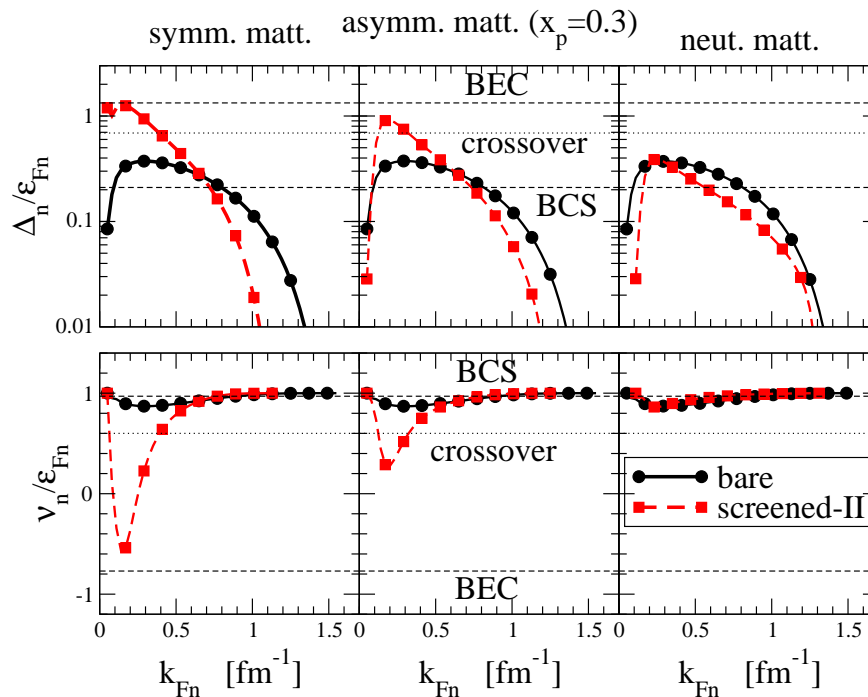 symm. matt.
asymm. matt. (x_p=0.3)
neut. matt.
Δ_n/ε_Fn
1
0.1
0.01
BEC
crossover
BCS
ν_n/ε_Fn
1
0
-1
BCS
crossover
BEC
bare
screened-II
0 0.5 1 1.5
0 0.5 1 1.5
0 0.5 1 1.5
k_Fn [fm⁻¹]
k_Fn [fm⁻¹]
k_Fn [fm⁻¹]